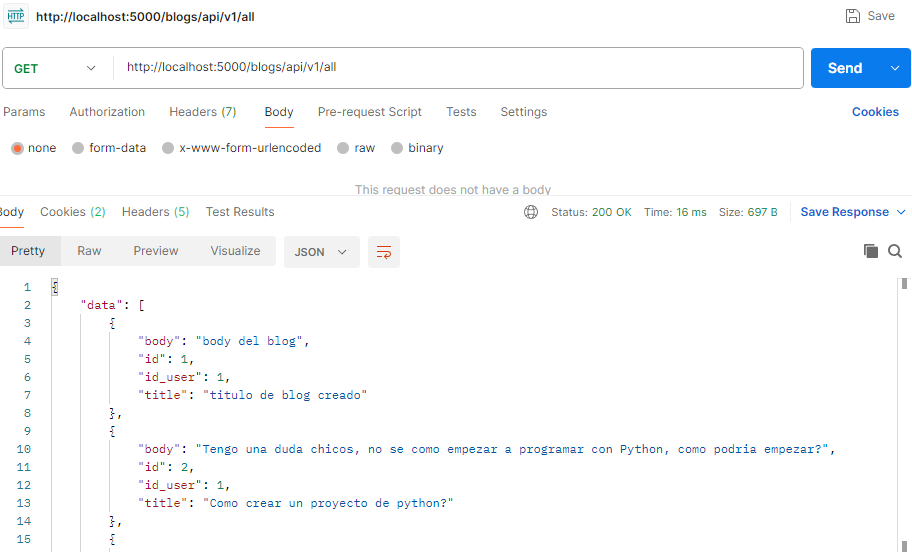 HTTP http://localhost:5000/blogs/api/v1/all Save
GET http://localhost:5000/blogs/api/v1/all Send
Params Authorization Headers (7) Body Pre-request Script Tests Settings Cookies
none form-data x-www-form-urlencoded raw binary
This request does not have a body
Body Cookies (2) Headers (5) Test Results Status: 200 OK Time: 16 ms Size: 697 B Save Response
Pretty Raw Preview Visualize JSON
1 {
2 "data": [
3 {
4 "body": "body del blog",
5 "id": 1,
6 "id_user": 1,
7 "title": "titulo de blog creado"
8 },
9 {
10 "body": "Tengo una duda chicos, no se como empezar a programar con Python, como podria empezar?",
11 "id": 2,
12 "id_user": 1,
13 "title": "Como crear un proyecto de python?"
14 },
15 {